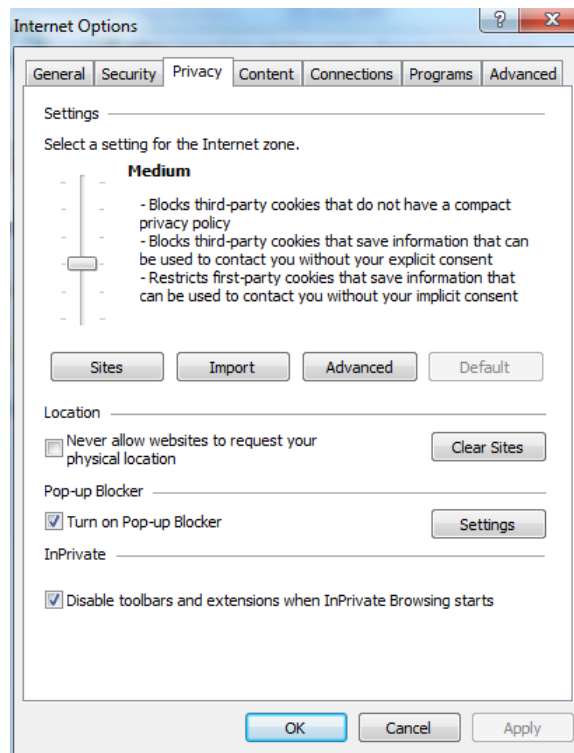 Internet Options
?
X
General Security Privacy Content Connections Programs Advanced
Settings
Select a setting for the Internet zone.
Medium
- Blocks third-party cookies that do not have a compact
privacy policy
- Blocks third-party cookies that save information that can
be used to contact you without your explicit consent
- Restricts first-party cookies that save information that
can be used to contact you without your implicit consent
Sites Import Advanced Default
Location
Never allow websites to request your
physical location
Clear Sites
Pop-up Blocker
Turn on Pop-up Blocker
Settings
InPrivate
Disable toolbars and extensions when InPrivate Browsing starts
OK Cancel Apply